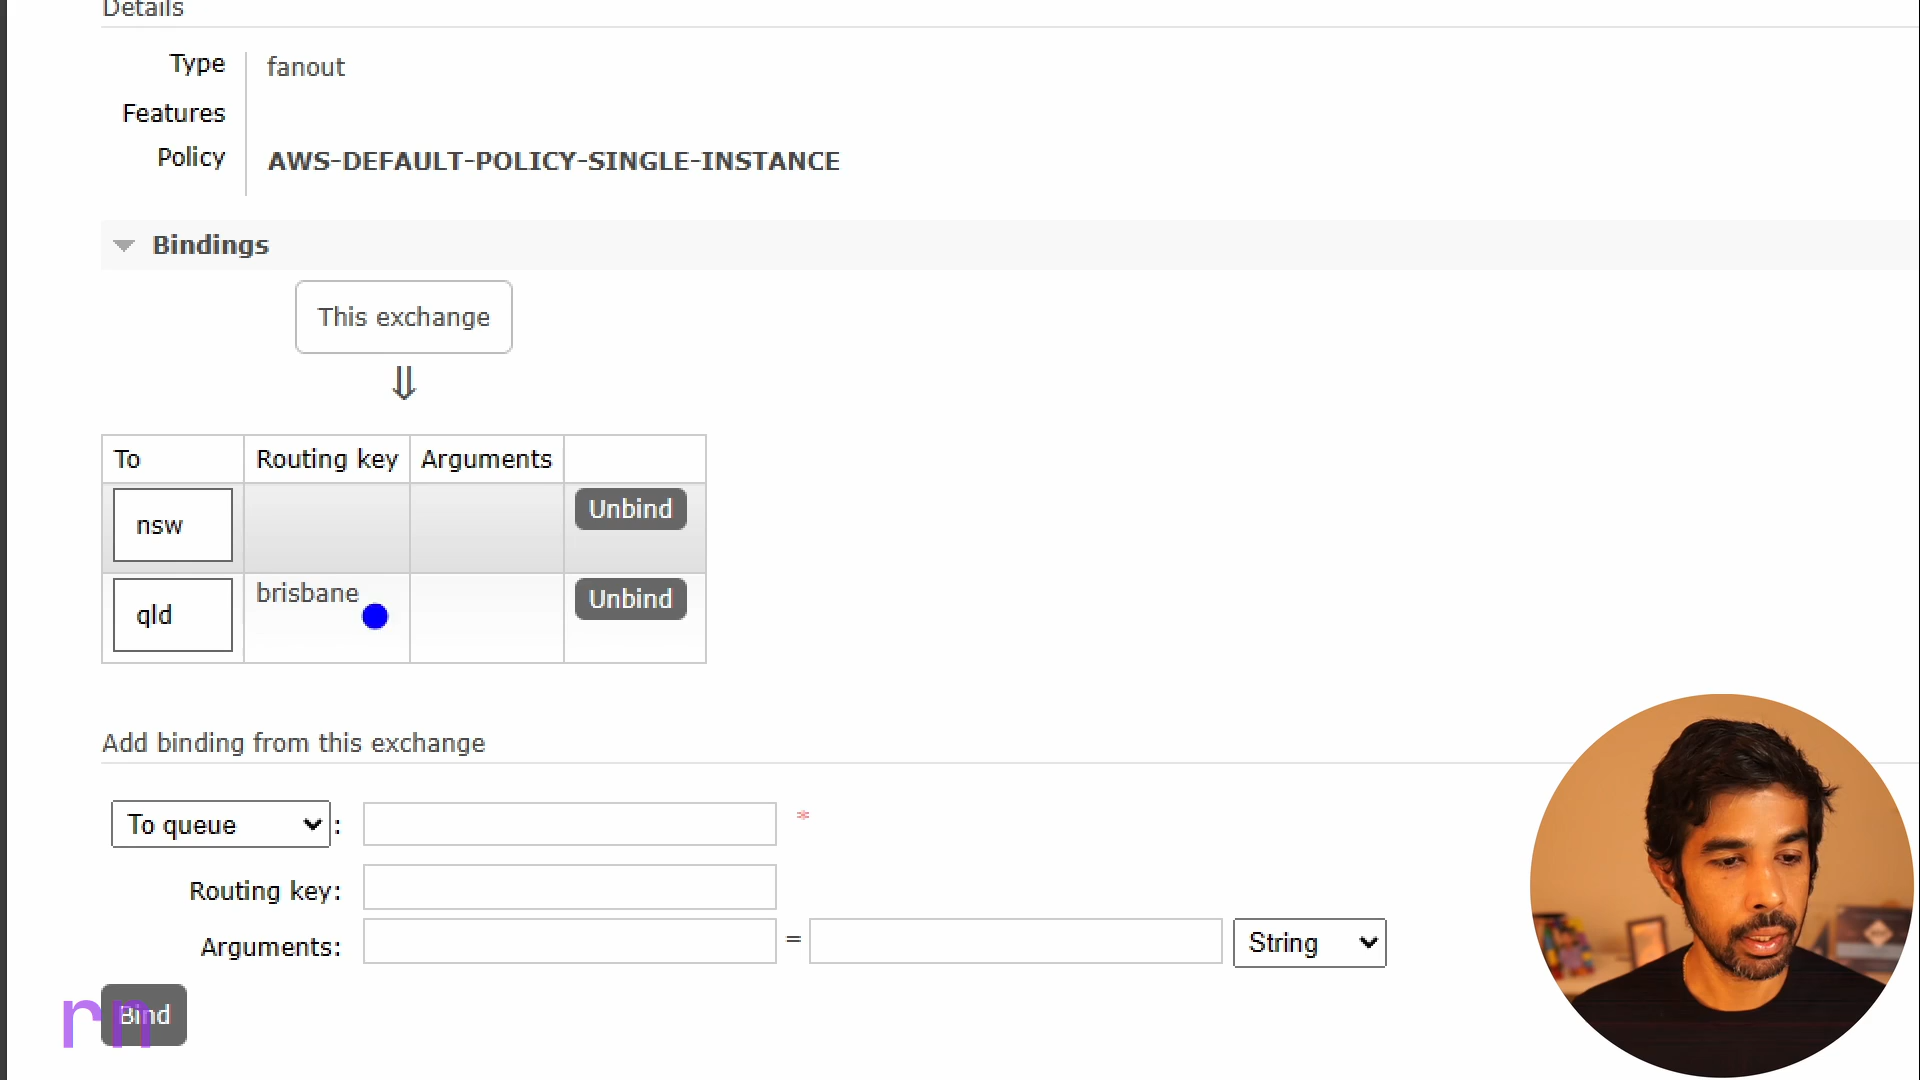 Details
Type fanout
Features
Policy AWS-DEFAULT-POLICY-SINGLE-INSTANCE
Bindings
This exchange
⇓
To Routing key Arguments
nsw Unbind
qld brisbane Unbind
Add binding from this exchange
To queue : *
Routing key:
Arguments: = String
Bind
rn